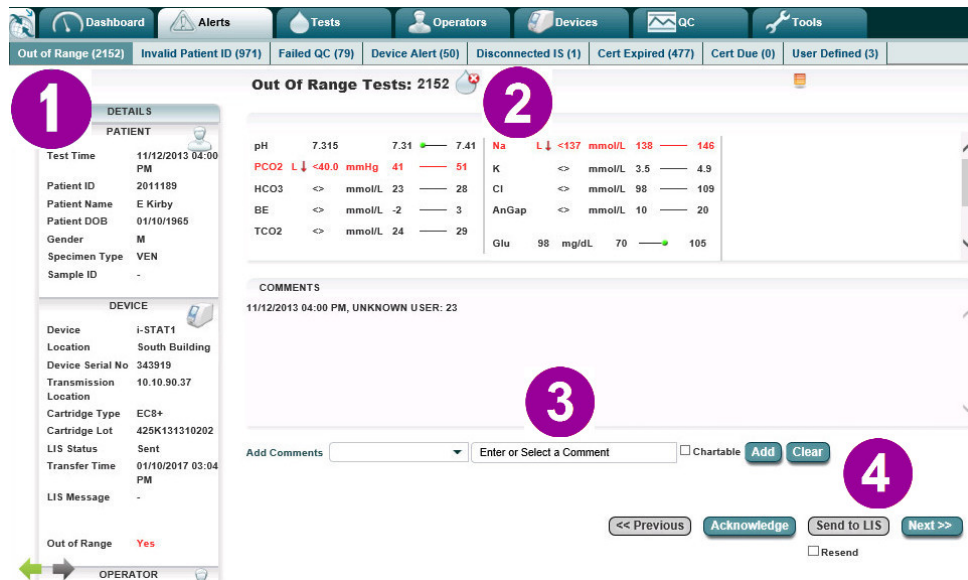 Dashboard Alerts Tests Operators Devices QC Tools
Out of Range (2152) Invalid Patient ID (971) Failed QC (79) Device Alert (50) Disconnected IS (1) Cert Expired (477) Cert Due (0) User Defined (3)
1
Out Of Range Tests: 2152
2
DETAILS
PATIENT
Test Time 11/12/2013 04:00 PM
Patient ID 2011189
Patient Name E Kirby
Patient DOB 01/10/1965
Gender M
Specimen Type VEN
Sample ID -
DEVICE
Device i-STAT1
Location South Building
Device Serial No 343919
Transmission Location 10.10.90.37
Cartridge Type EC8+
Cartridge Lot 425K131310202
LIS Status Sent
Transfer Time 01/10/2017 03:04 PM
LIS Message -
Out of Range Yes
OPERATOR
pH 7.315 7.31 7.41
PCO2 L <40.0 mmHg 41 51
HCO3 <> mmol/L 23 28
BE <> mmol/L -2 3
TCO2 <> mmol/L 24 29
Na L <137 mmol/L 138 146
K <> mmol/L 3.5 4.9
Cl <> mmol/L 98 109
AnGap <> mmol/L 10 20
Glu 98 mg/dL 70 105
COMMENTS
11/12/2013 04:00 PM, UNKNOWN USER: 23
3
Add Comments Enter or Select a Comment Chartable Add Clear
4
<< Previous Acknowledge Send to LIS Next >>
Resend